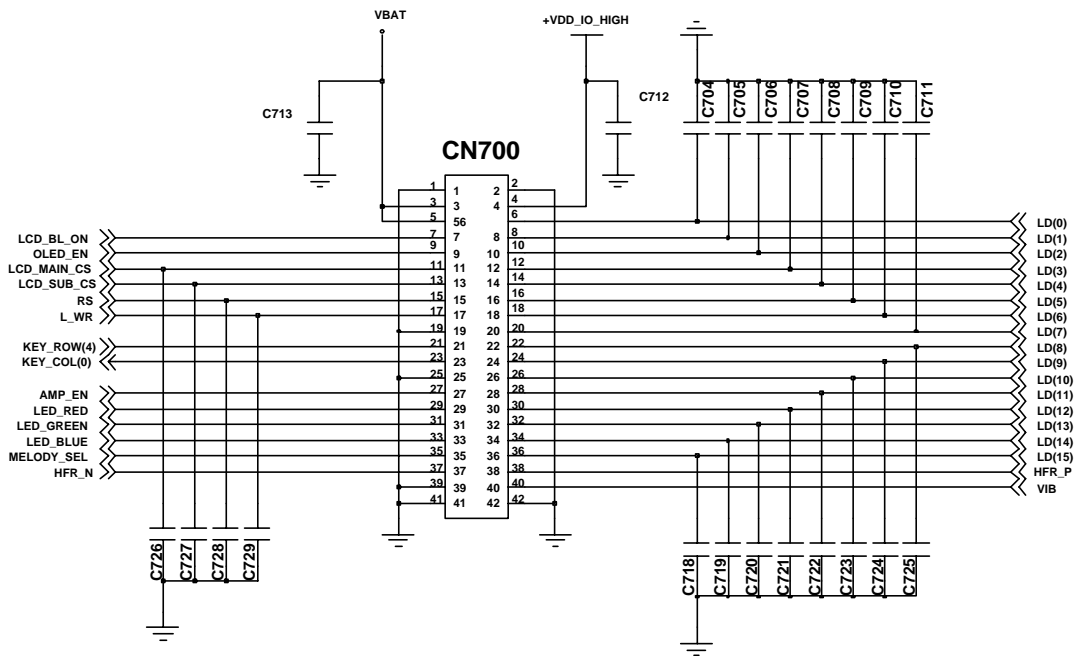 VBAT
+VDD_IO_HIGH
C713
C712
C704
C705
C706
C707
C708
C709
C710
C711
CN700
1 1 2 2
3 3 4 4
5 56 6
LD(0)
LCD_BL_ON 7 7 8 8 LD(1)
OLED_EN 9 9 10 10 LD(2)
LCD_MAIN_CS 11 11 12 12 LD(3)
LCD_SUB_CS 13 13 14 14 LD(4)
RS 15 15 16 16 LD(5)
L_WR 17 17 18 18 LD(6)
19 19 20 20 LD(7)
KEY_ROW(4) 21 21 22 22 LD(8)
KEY_COL(0) 23 23 24 24 LD(9)
25 25 26 26 LD(10)
AMP_EN 27 27 28 28 LD(11)
LED_RED 29 29 30 30 LD(12)
LED_GREEN 31 31 32 32 LD(13)
LED_BLUE 33 33 34 34 LD(14)
MELODY_SEL 35 35 36 36 LD(15)
HFR_N 37 37 38 38 HFR_P
39 39 40 40 VIB
41 41 42 42
C726
C727
C728
C729
C718
C719
C720
C721
C722
C723
C724
C725